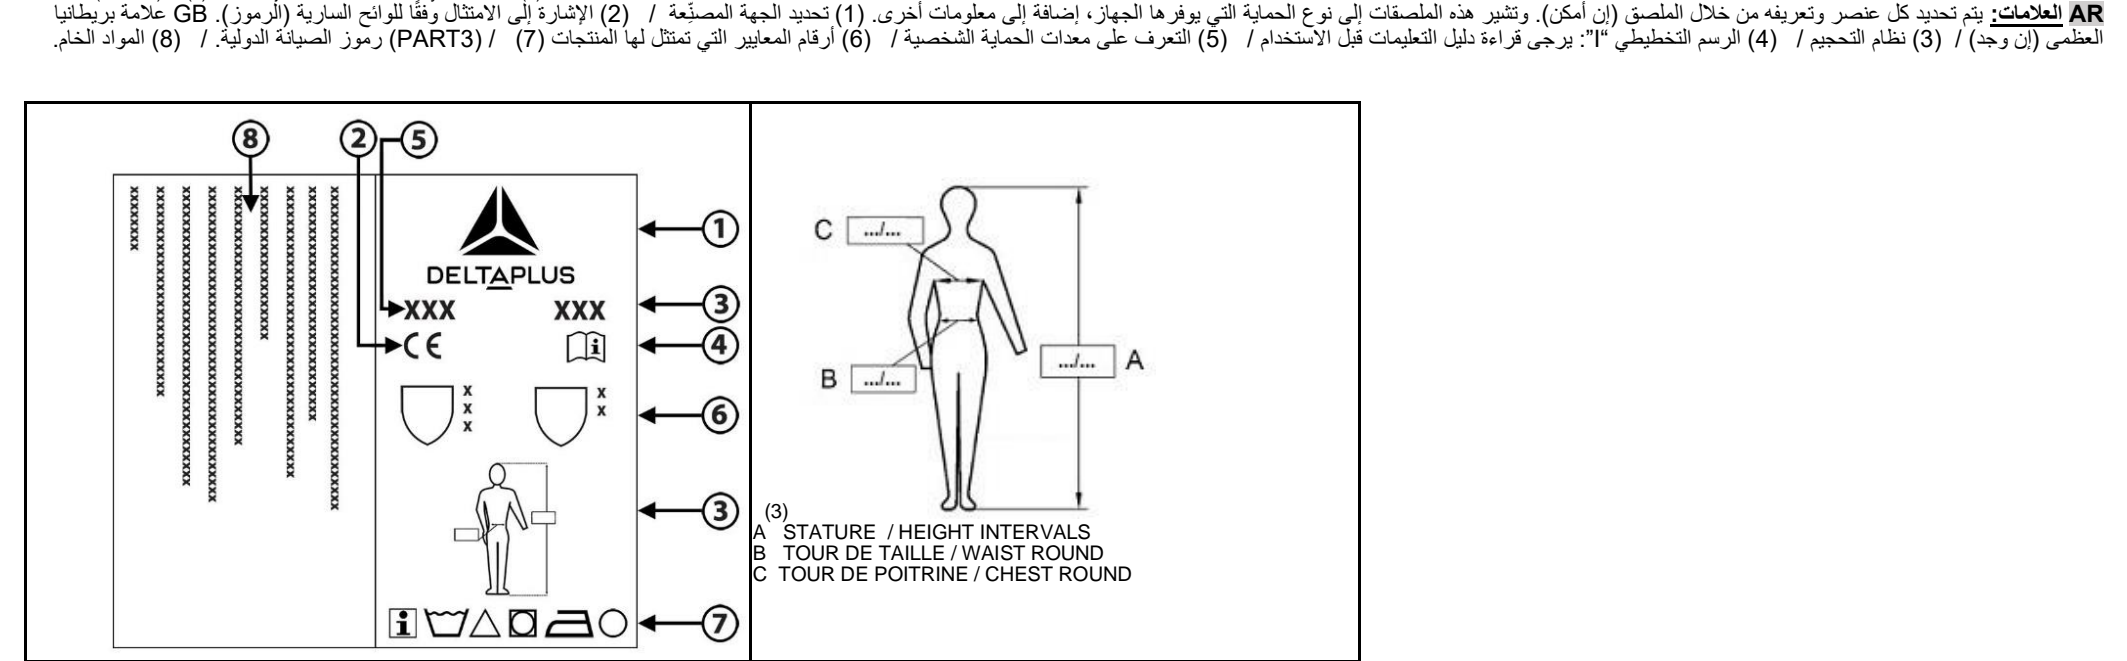 AR العلامات: يتم تحديد كل عنصر وتعريفه من خلال الملصق (إن أمكن). وتشير هذه الملصقات إلى نوع الحماية التي يوفرها الجهاز، إضافة إلى معلومات أخرى. (1) تحديد الجهة المصنِّعة / (2) الإشارة إلى الامتثال وفقًا للوائح السارية (الرموز). GB علامة بريطانيا
العظمى (إن وجد) / (3) نظام التحجيم / (4) الرسم التخطيطي “I”: يرجى قراءة دليل التعليمات قبل الاستخدام / (5) التعرف على معدات الحماية الشخصية / (6) أرقام المعايير التي تمتثل لها المنتجات (7) / (PART3) رموز الصيانة الدولية. / (8) المواد الخام.
8
2
5
1
DELTAPLUS
XXX
XXX
3
CE
i
4
x
x
x
x
x
6
3
i
7
C
.../...
B
.../...
.../...
A
(3)
A STATURE / HEIGHT INTERVALS
B TOUR DE TAILLE / WAIST ROUND
C TOUR DE POITRINE / CHEST ROUND